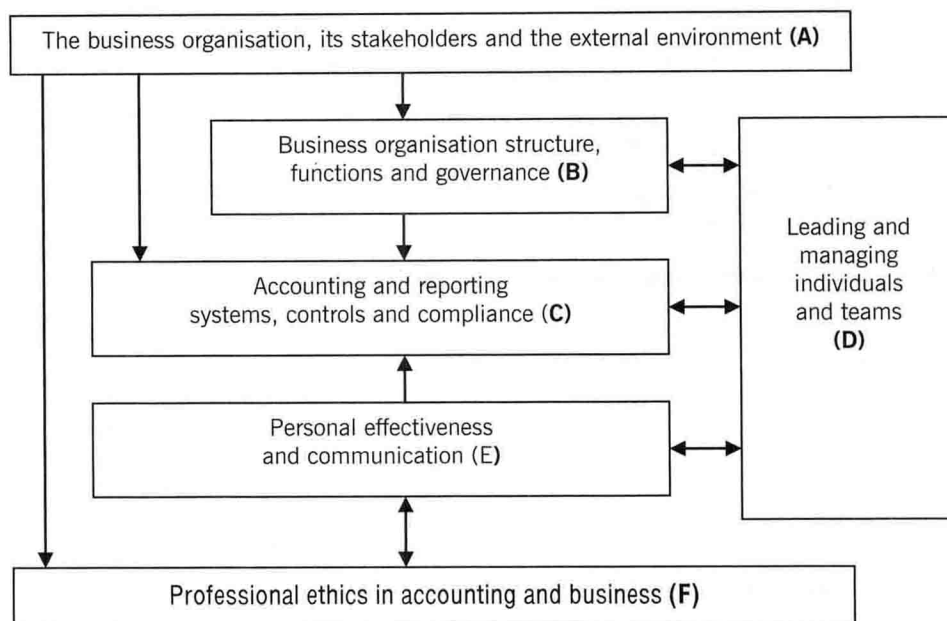 The business organisation, its stakeholders and the external environment (A)
Business organisation structure,
functions and governance (B)
Leading and
managing
individuals
and teams
(D)
Accounting and reporting
systems, controls and compliance (C)
Personal effectiveness
and communication (E)
Professional ethics in accounting and business (F)